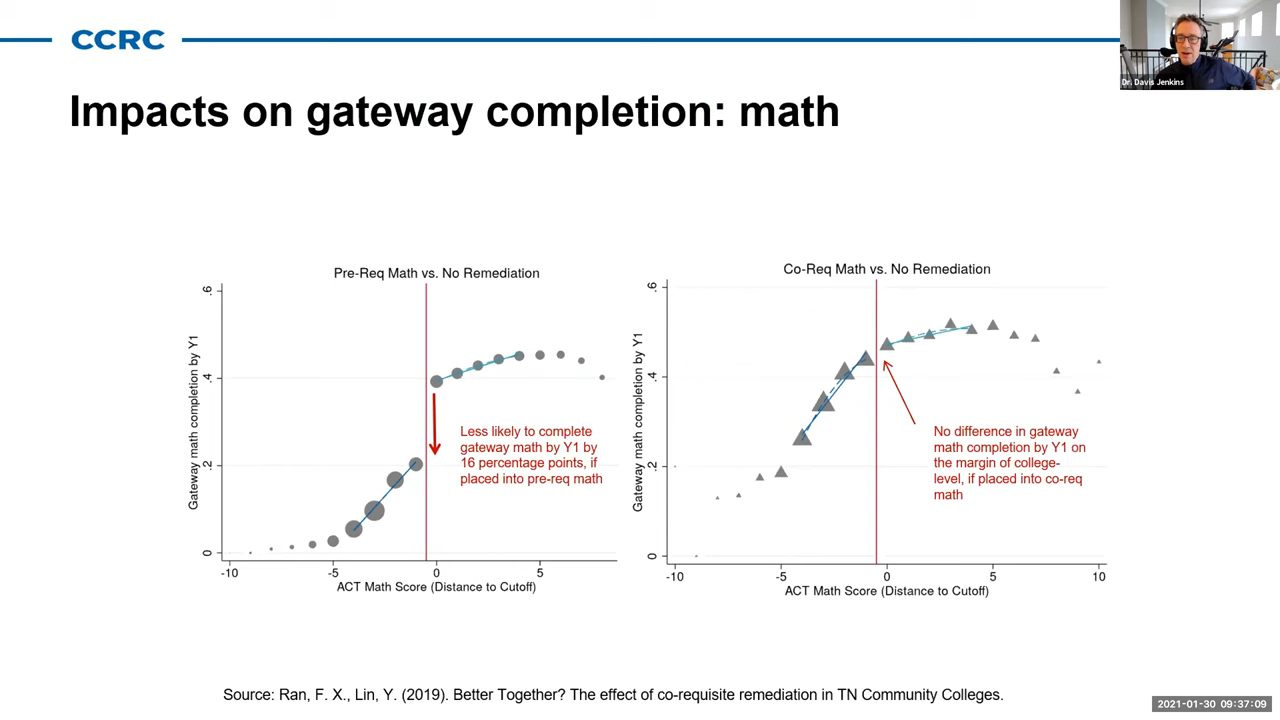 CCRC
Dr. Davis Jenkins
Impacts on gateway completion: math
Pre-Req Math vs. No Remediation
Gateway math completion by Y1
.6
.4
.2
0
-10
-5
0
5
ACT Math Score (Distance to Cutoff)
Less likely to complete
gateway math by Y1 by
16 percentage points, if
placed into pre-req math
Co-Req Math vs. No Remediation
Gateway math completion by Y1
.6
.4
.2
0
-10
-5
0
5
10
ACT Math Score (Distance to Cutoff)
No difference in gateway
math completion by Y1 on
the margin of college-
level, if placed into co-req
math
Source: Ran, F. X., Lin, Y. (2019). Better Together? The effect of co-requisite remediation in TN Community Colleges.
2021-01-30 09:37:09